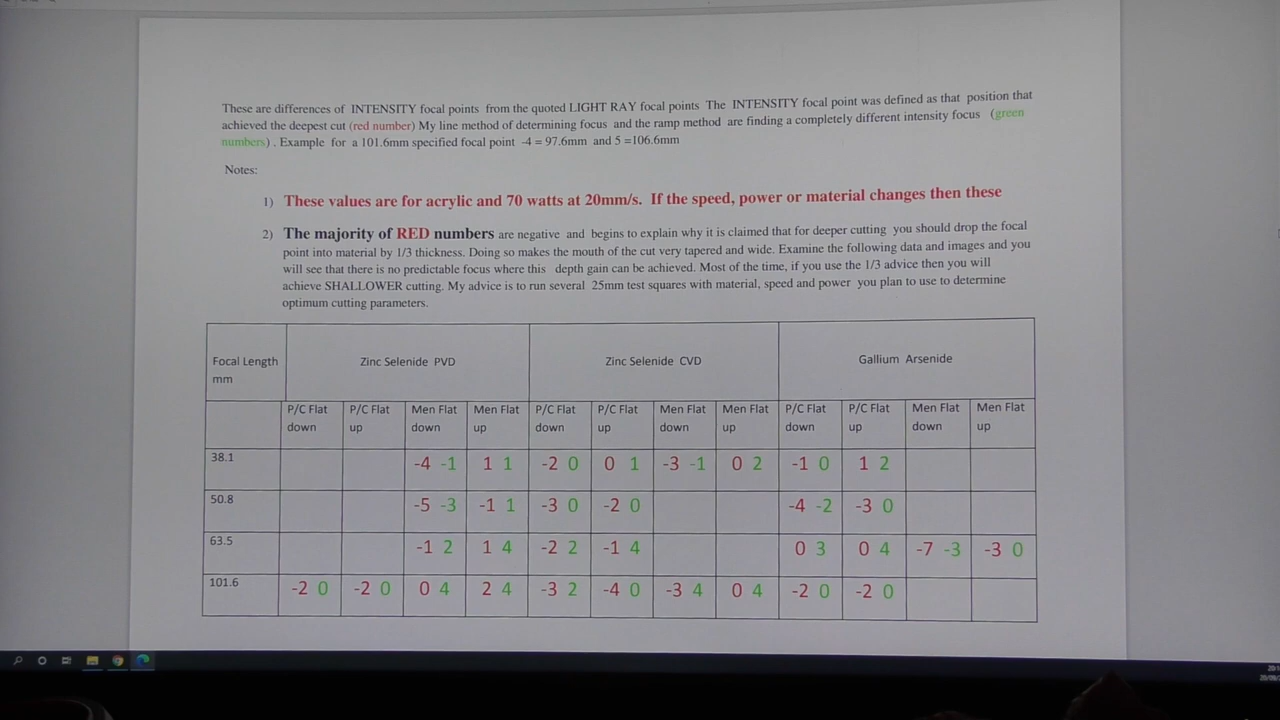 These are differences of INTENSITY focal points from the quoted LIGHT RAY focal points The INTENSITY focal point was defined as that position that
achieved the deepest cut (red number) My line method of determining focus and the ramp method are finding a completely different intensity focus (green
numbers) . Example for a 101.6mm specified focal point -4 = 97.6mm and 5 =106.6mm
Notes:
1) These values are for acrylic and 70 watts at 20mm/s. If the speed, power or material changes then these
2) The majority of RED numbers are negative and begins to explain why it is claimed that for deeper cutting you should drop the focal
point into material by 1/3 thickness. Doing so makes the mouth of the cut very tapered and wide. Examine the following data and images and you
will see that there is no predictable focus where this depth gain can be achieved. Most of the time, if you use the 1/3 advice then you will
achieve SHALLOWER cutting. My advice is to run several 25mm test squares with material, speed and power you plan to use to determine
optimum cutting parameters.
Focal Length Zinc Selenide PVD Zinc Selenide CVD Gallium Arsenide
mm
P/C Flat P/C Flat Men Flat Men Flat P/C Flat P/C Flat Men Flat Men Flat P/C Flat P/C Flat Men Flat Men Flat
down up down up down up down up down up down up
38.1 -4 -1 1 1 -2 0 0 1 -3 -1 0 2 -1 0 1 2
50.8 -5 -3 -1 1 -3 0 -2 0 -4 -2 -3 0
63.5 -1 2 1 4 -2 2 -1 4 0 3 0 4 -7 -3 -3 0
101.6 -2 0 -2 0 0 4 2 4 -3 2 -4 0 -3 4 0 4 -2 0 -2 0